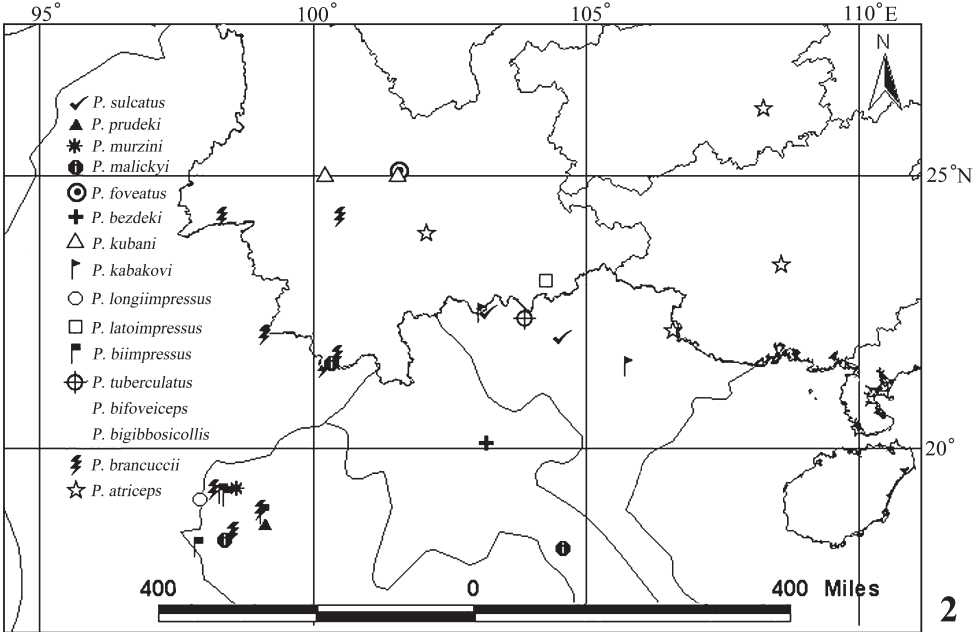 95° 100° 105° 110° E
N
P. sulcatus
P. prudeki
P. murzini
P. malickyi
25°N
P. foveatus
P. bezdeki
P. kubani
P. kabakovi
P. longiimpressus
P. latoimpressus
P. biimpressus
P. tuberculatus
P. bifoveiceps
P. bigibbosicollis
20°
P. brancuccii
P. atriceps
400 0 400 Miles
2